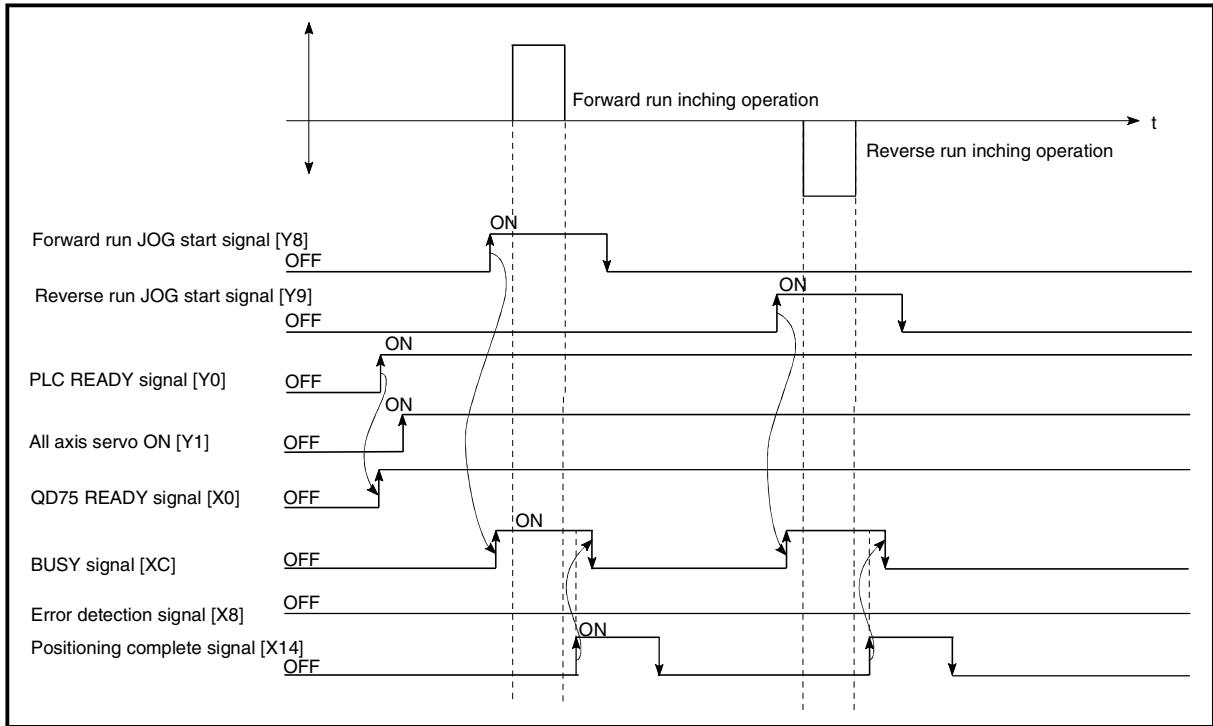 Forward run inching operation
t
Reverse run inching operation
ON
Forward run JOG start signal [Y8]
OFF
ON
Reverse run JOG start signal [Y9]
OFF
ON
PLC READY signal [Y0] OFF
ON
All axis servo ON [Y1] OFF
QD75 READY signal [X0] OFF
ON
BUSY signal [XC] OFF
OFF
Error detection signal [X8]
ON
Positioning complete signal [X14]
OFF